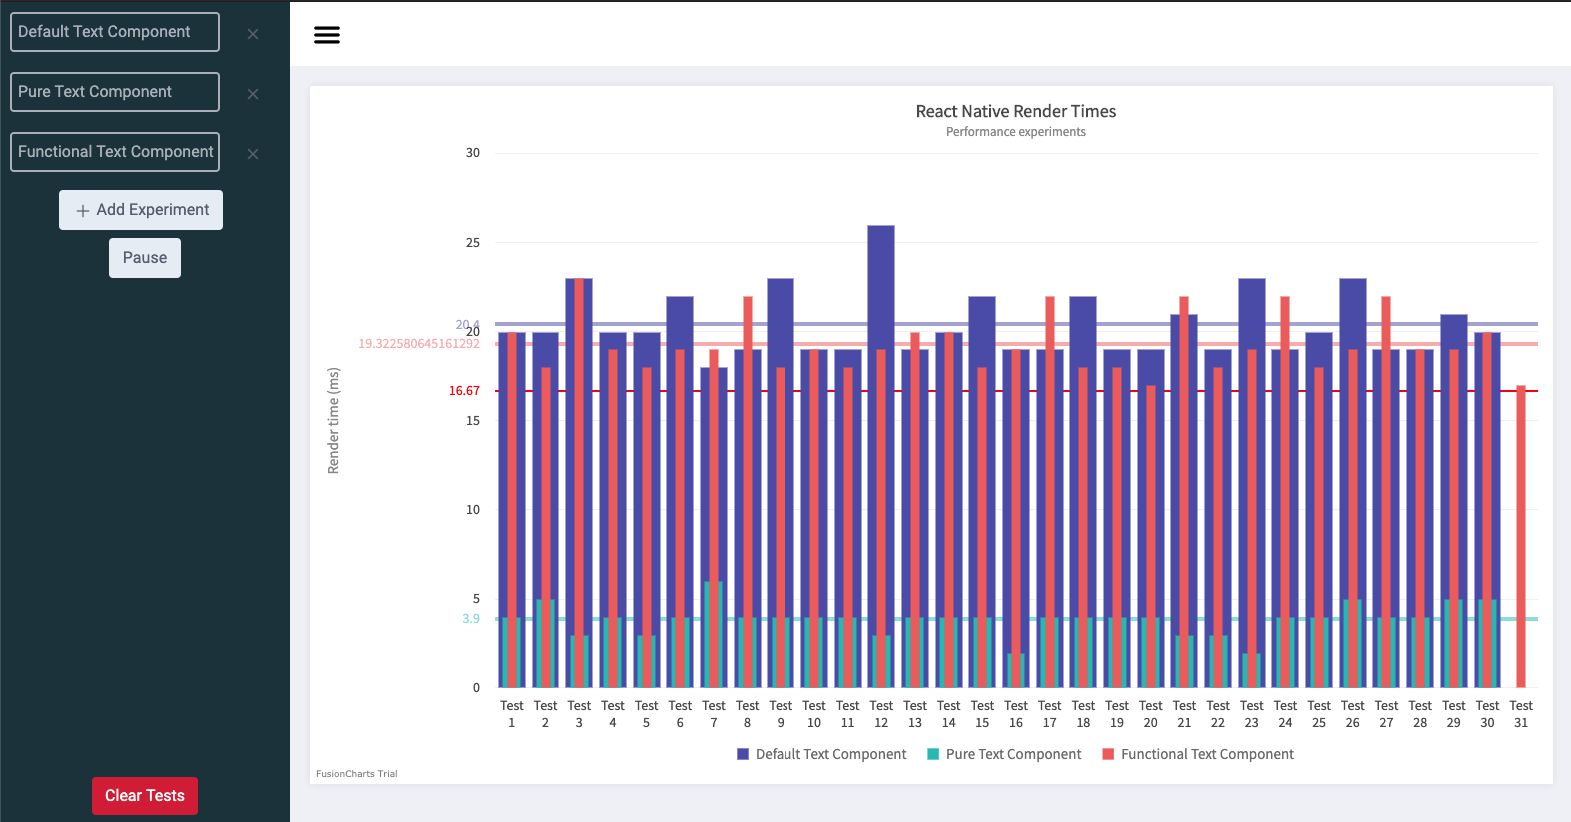 Default Text Component
Pure Text Component
Functional Text Component
Add Experiment
Pause
Clear Tests
React Native Render Times
Performance experiments
Render time (ms)
30
25
20.4
20
19.322580645161292
16.67
15
10
5
3.9
0
Test 1
Test 2
Test 3
Test 4
Test 5
Test 6
Test 7
Test 8
Test 9
Test 10
Test 11
Test 12
Test 13
Test 14
Test 15
Test 16
Test 17
Test 18
Test 19
Test 20
Test 21
Test 22
Test 23
Test 24
Test 25
Test 26
Test 27
Test 28
Test 29
Test 30
Test 31
Default Text Component
Pure Text Component
Functional Text Component
FusionCharts Trial